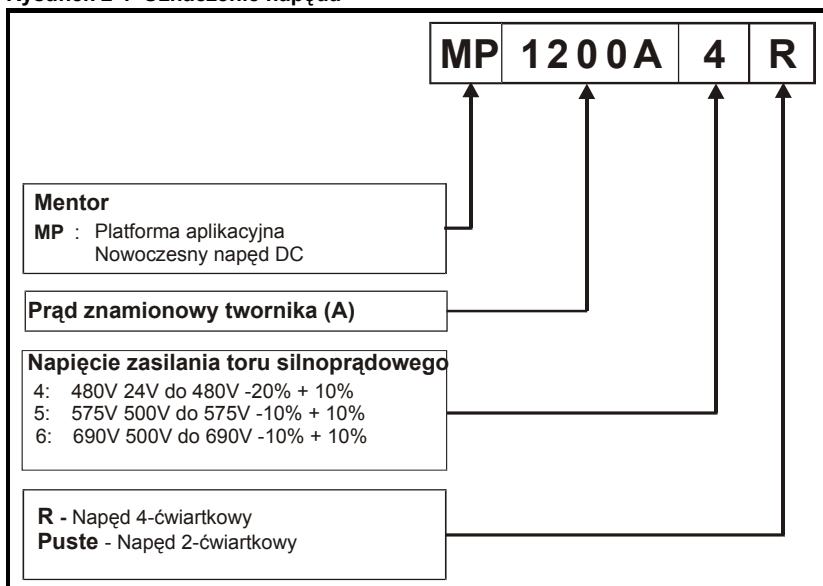 Rysunek 2-1 Oznaczenie napędu
MP 1200A 4 R
Mentor
MP : Platforma aplikacyjna
Nowoczesny napęd DC
Prąd znamionowy twornika (A)
Napięcie zasilania toru silnoprądowego
4: 480V 24V do 480V -20% + 10%
5: 575V 500V do 575V -10% + 10%
6: 690V 500V do 690V -10% + 10%
R - Napęd 4-ćwiartkowy
Puste - Napęd 2-ćwiartkowy